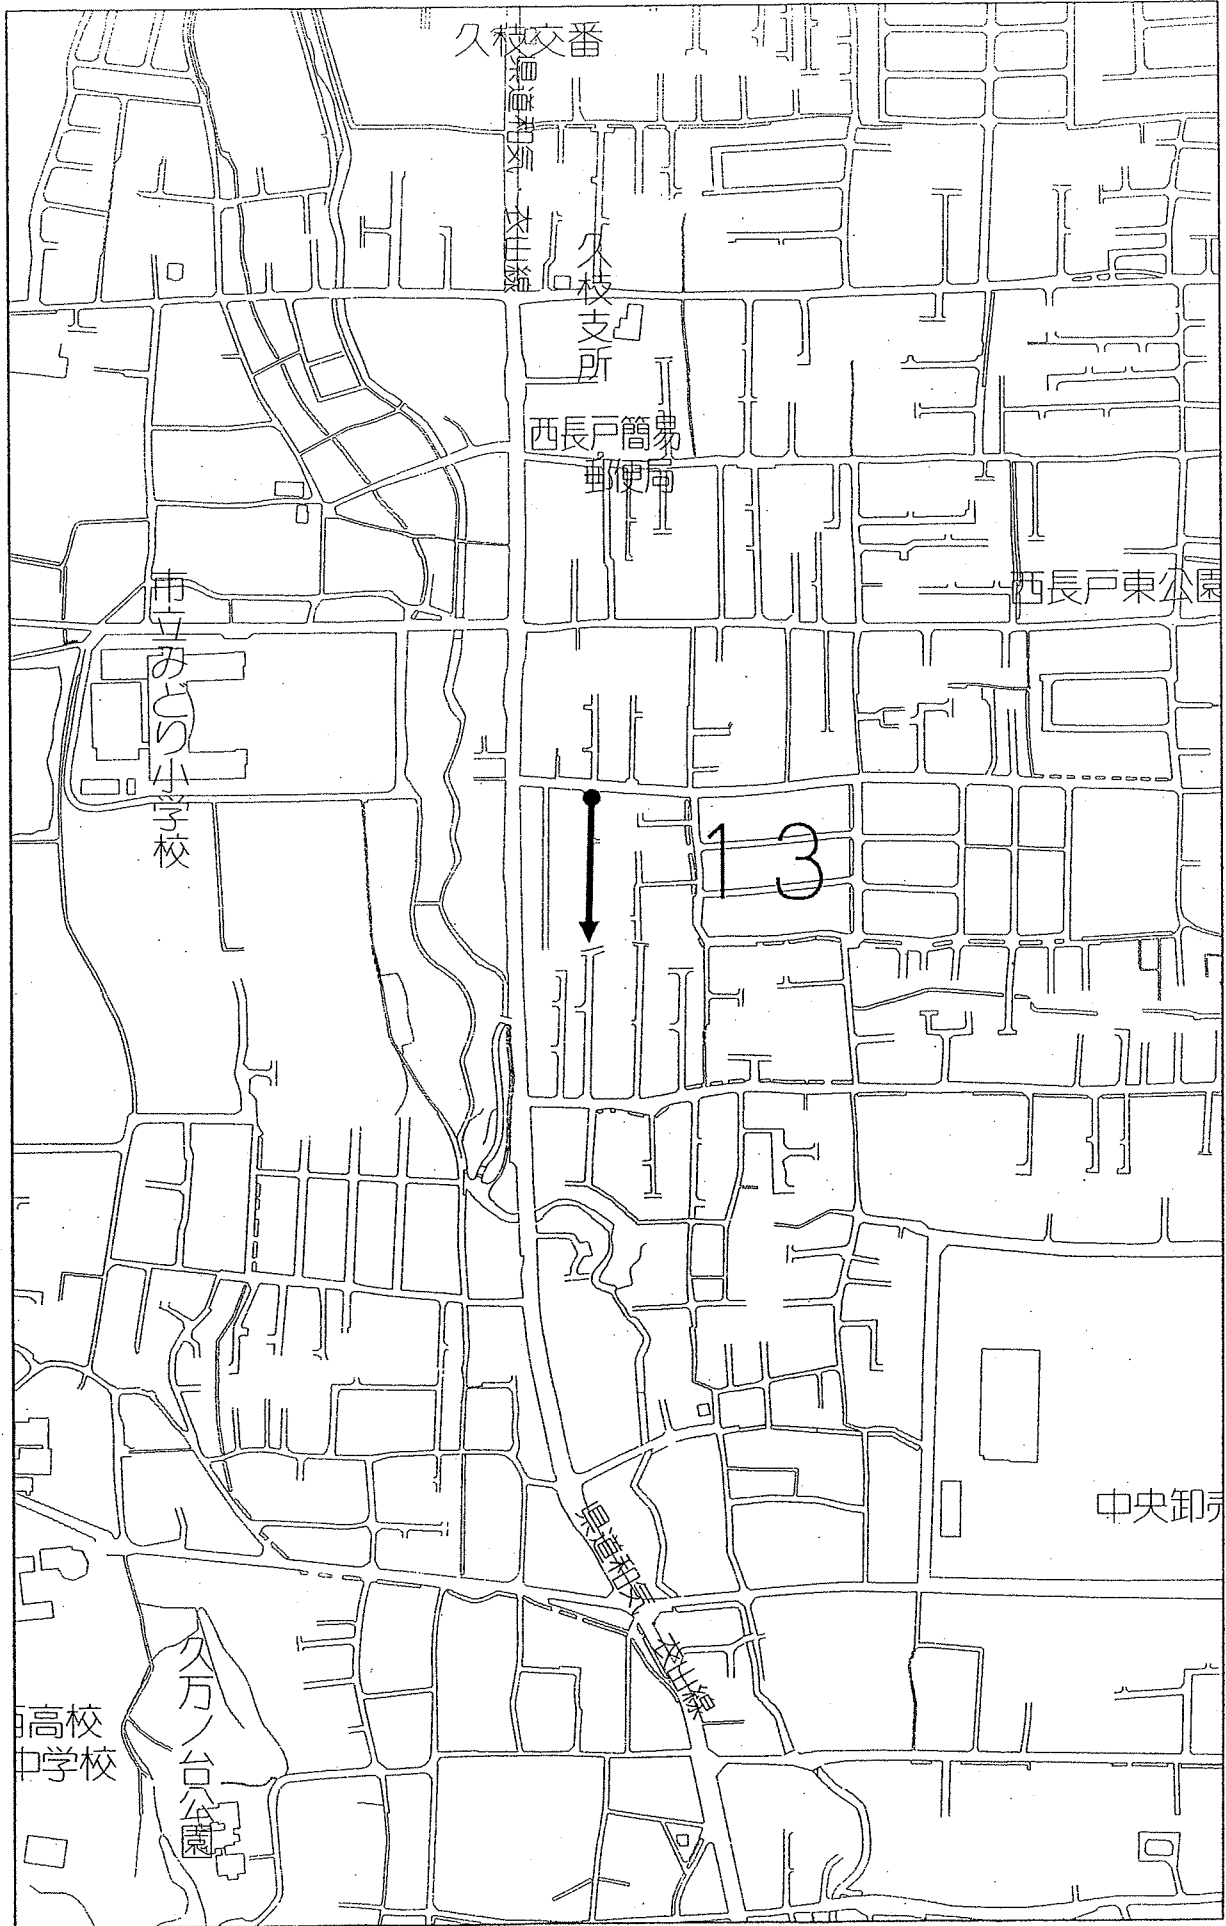 久枝交番
県道和気衣山線
久枝支所
西長戸簡易
郵便局
西長戸東公園
市立みどり小学校
13
中央卸売
県道和気衣山線
久万ノ台公園
高校
中学校